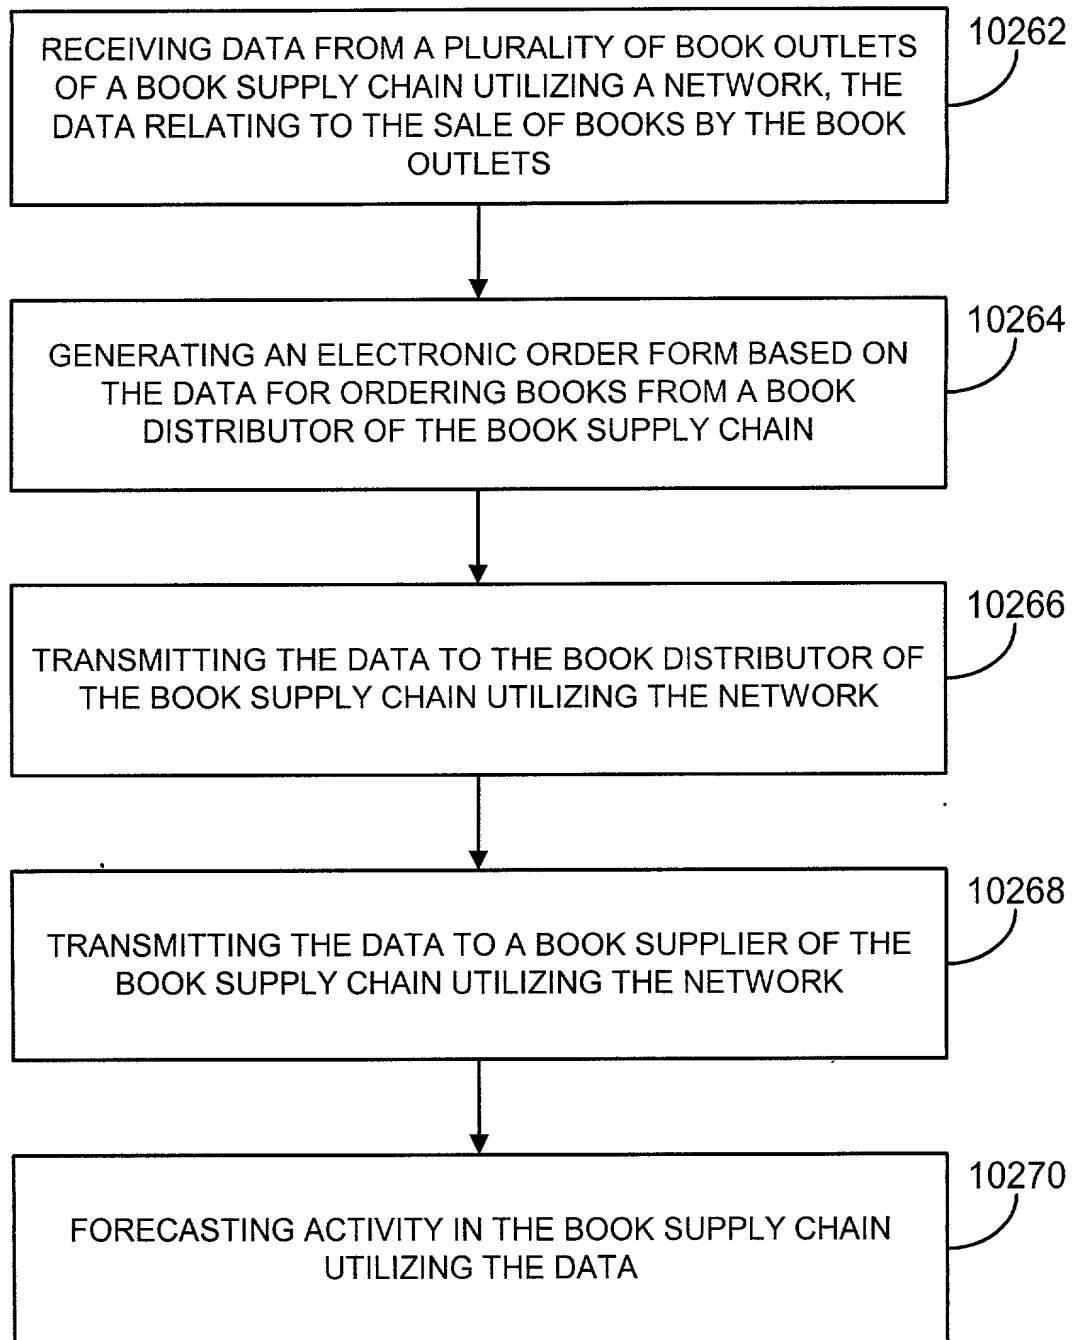 10262
RECEIVING DATA FROM A PLURALITY OF BOOK OUTLETS
OF A BOOK SUPPLY CHAIN UTILIZING A NETWORK, THE
DATA RELATING TO THE SALE OF BOOKS BY THE BOOK
OUTLETS
10264
GENERATING AN ELECTRONIC ORDER FORM BASED ON
THE DATA FOR ORDERING BOOKS FROM A BOOK
DISTRIBUTOR OF THE BOOK SUPPLY CHAIN
10266
TRANSMITTING THE DATA TO THE BOOK DISTRIBUTOR OF
THE BOOK SUPPLY CHAIN UTILIZING THE NETWORK
10268
TRANSMITTING THE DATA TO A BOOK SUPPLIER OF THE
BOOK SUPPLY CHAIN UTILIZING THE NETWORK
10270
FORECASTING ACTIVITY IN THE BOOK SUPPLY CHAIN
UTILIZING THE DATA